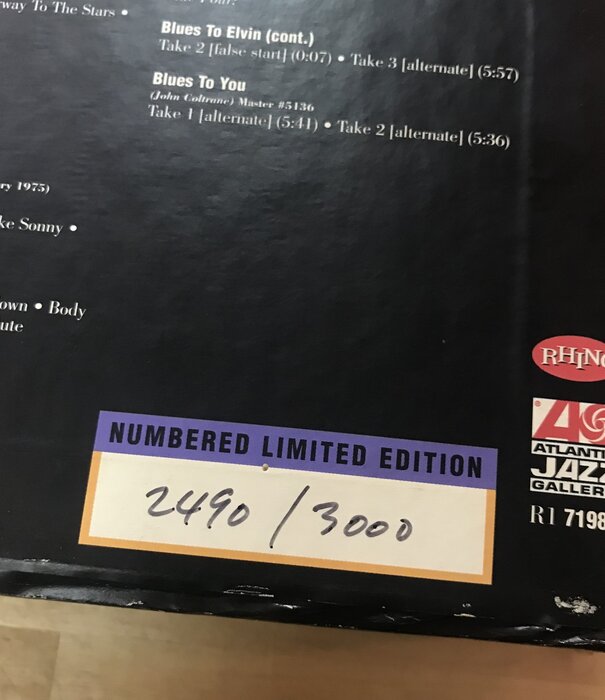 way To The Stars •
Blues To Elvin (cont.)
Take 2 [false start] (0:07) • Take 3 [alternate] (5:57)
Blues To You
(John Coltrane) Master #5136
Take 1 [alternate] (5:41) • Take 2 [alternate] (5:36)
ry 1975)
ke Sonny •
own • Body
ute
RHINO
ATLANTI
JAZZ
GALLER
R1 7198
NUMBERED LIMITED EDITION
2490 / 3000